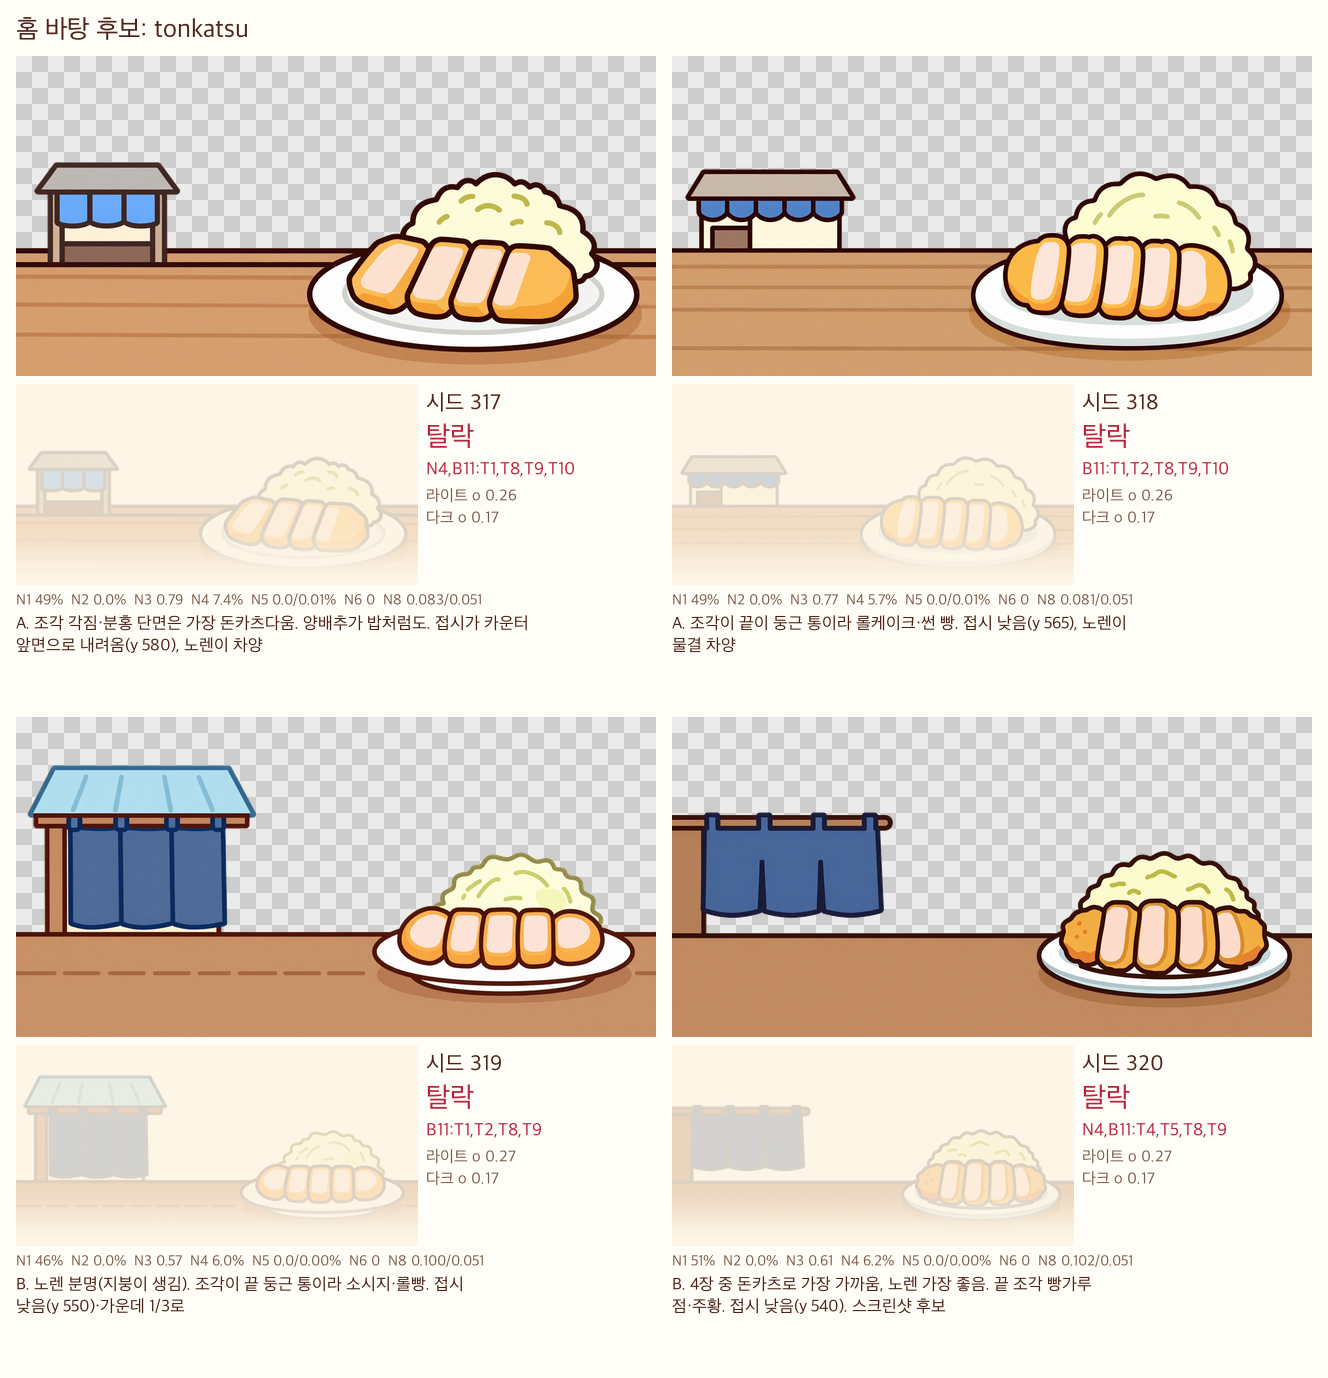 홈 바탕 후보: tonkatsu
시드 317
탈락
N4,B11:T1,T8,T9,T10
라이트 o 0.26
다크 o 0.17
N1 49% N2 0.0% N3 0.79 N4 7.4% N5 0.0/0.01% N6 0 N8 0.083/0.051
A. 조각 각짐·분홍 단면은 가장 돈카츠다움. 양배추가 밥처럼도. 접시가 카운터
앞면으로 내려옴(y 580), 노렌이 차양
시드 318
탈락
B11:T1,T2,T8,T9,T10
라이트 o 0.26
다크 o 0.17
N1 49% N2 0.0% N3 0.77 N4 5.7% N5 0.0/0.01% N6 0 N8 0.081/0.051
A. 조각이 끝이 둥근 통이라 롤케이크·썬 빵. 접시 낮음(y 565), 노렌이
물결 차양
시드 319
탈락
B11:T1,T2,T8,T9
라이트 o 0.27
다크 o 0.17
N1 46% N2 0.0% N3 0.57 N4 6.0% N5 0.0/0.00% N6 0 N8 0.100/0.051
B. 노렌 분명(지붕이 생김). 조각이 끝 둥근 통이라 소시지·롤빵. 접시
낮음(y 550)·가운데 1/3로
시드 320
탈락
N4,B11:T4,T5,T8,T9
라이트 o 0.27
다크 o 0.17
N1 51% N2 0.0% N3 0.61 N4 6.2% N5 0.0/0.00% N6 0 N8 0.102/0.051
B. 4장 중 돈카츠로 가장 가까움, 노렌 가장 좋음. 끝 조각 빵가루
점·주황. 접시 낮음(y 540). 스크린샷 후보